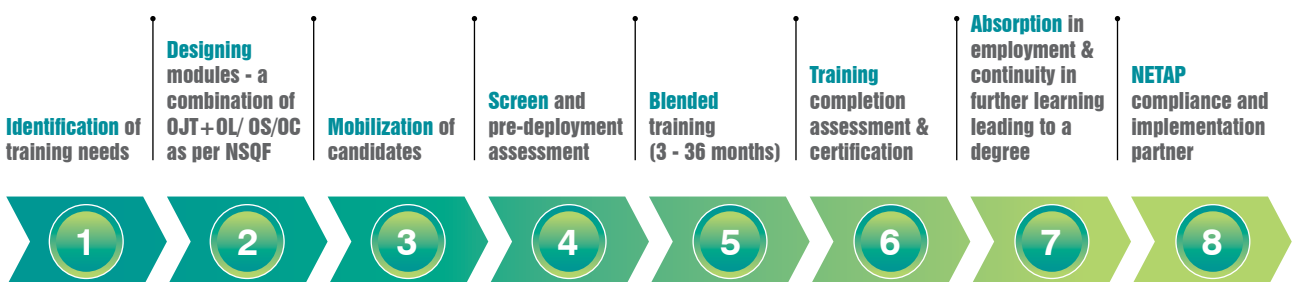 Identification of
training needs
1
Designing
modules - a
combination of
OJT+OL/ OS/OC
as per NSQF
2
Mobilization of
candidates
3
Screen and
pre-deployment
assessment
4
Blended
training
(3 - 36 months)
5
Training
completion
assessment &
certification
6
Absorption in
employment &
continuity in
further learning
leading to a
degree
7
NETAP
compliance and
implementation
partner
8